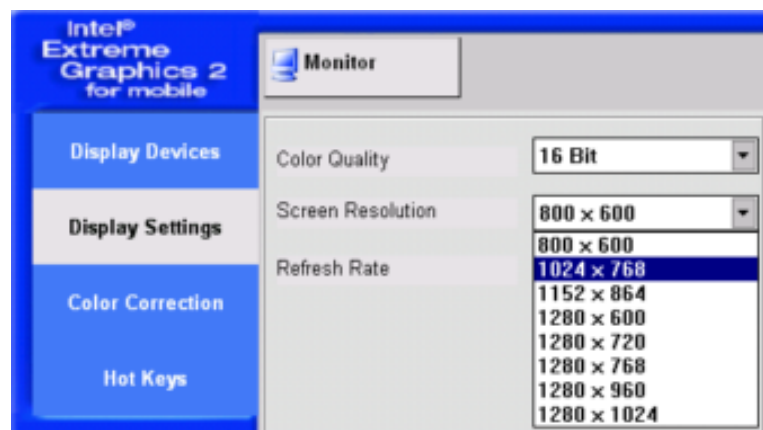 Intel®
Extreme
Graphics 2
for mobile
Monitor
Display Devices
Display Settings
Color Correction
Hot Keys
Color Quality
16 Bit
Screen Resolution
800 x 600
Refresh Rate
800 x 600
1024 x 768
1152 x 864
1280 x 600
1280 x 720
1280 x 768
1280 x 960
1280 x 1024